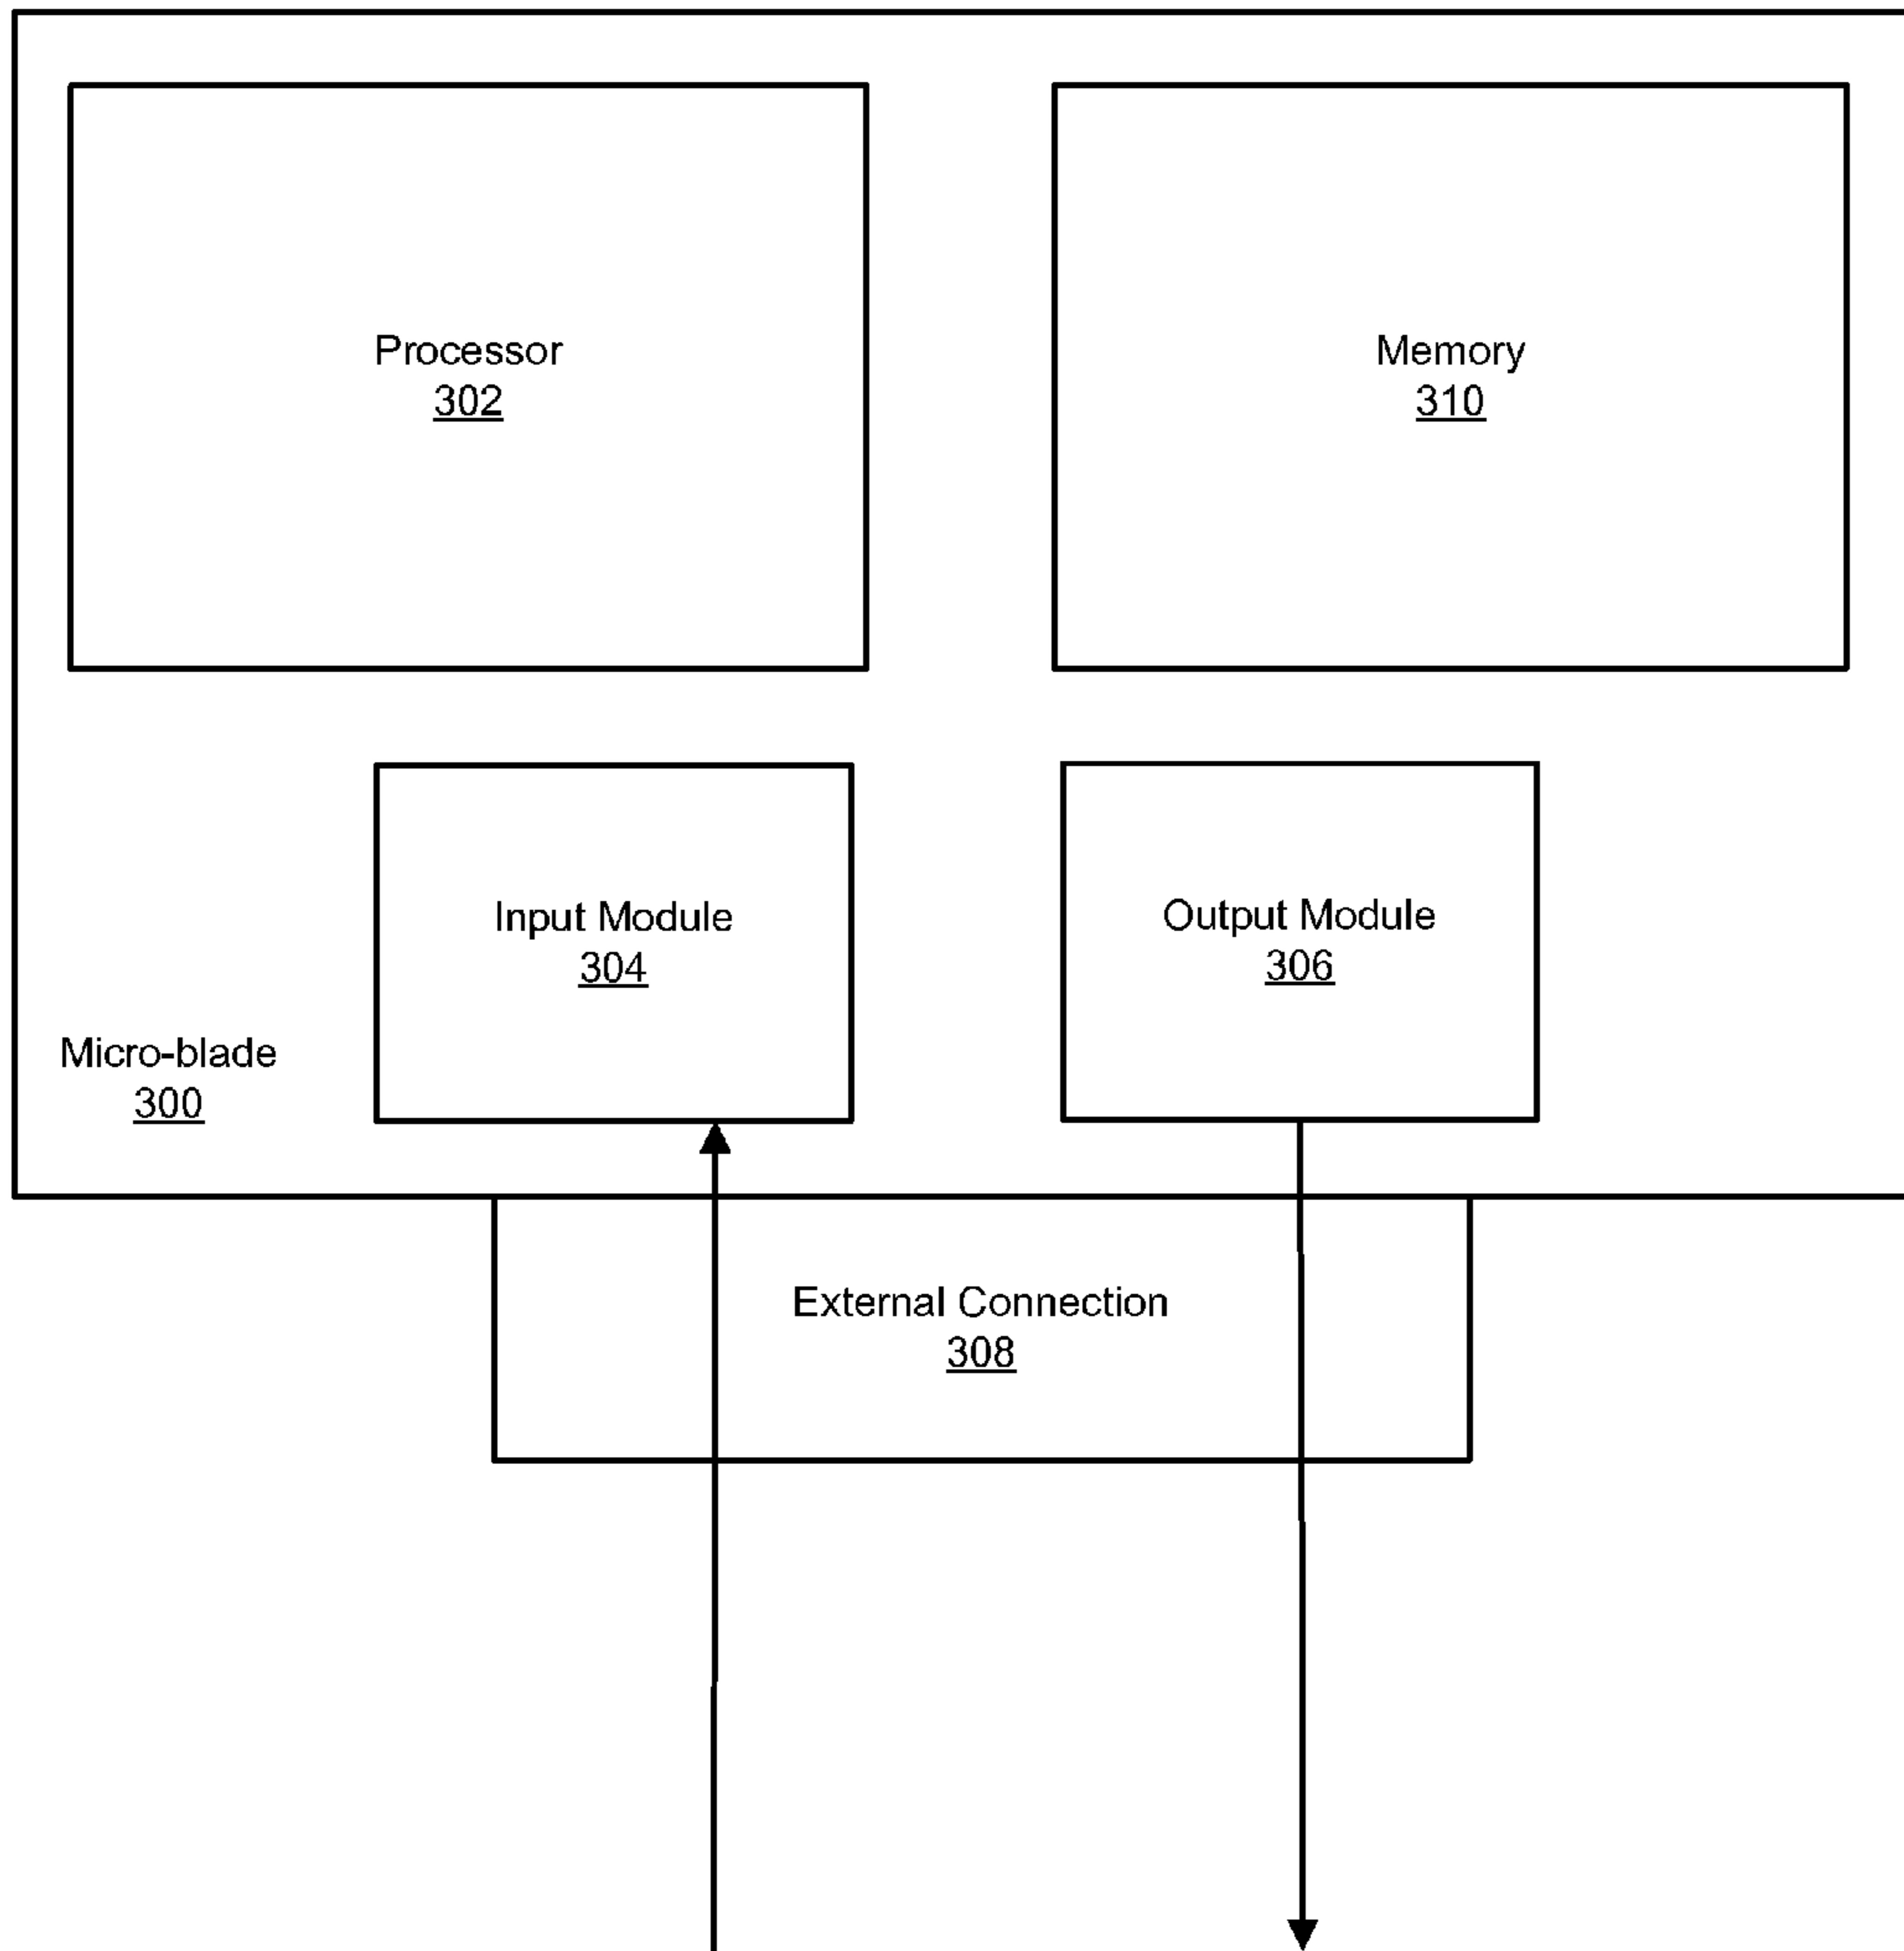 Processor
302
Memory
310
Input Module
304
Output Module
306
Micro-blade
300
External Connection
308